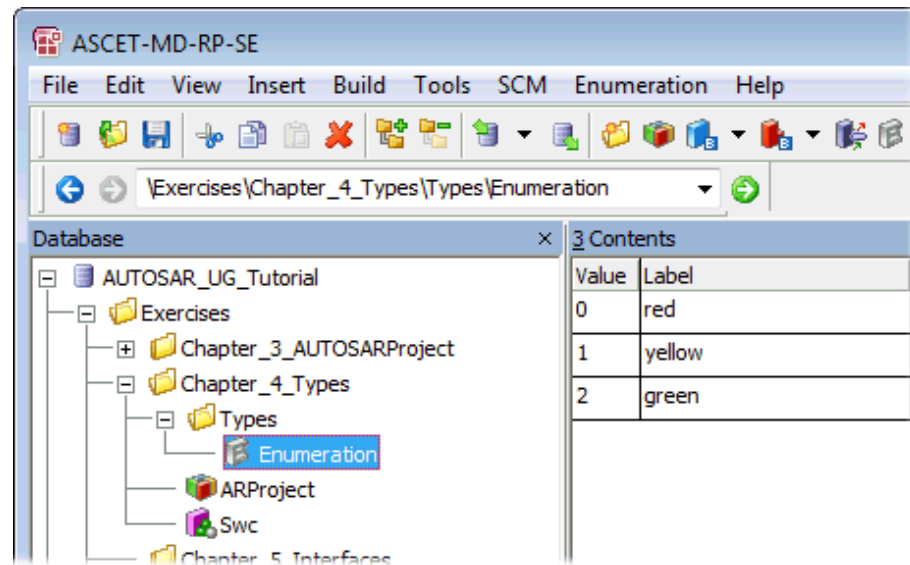 ASCET-MD-RP-SE
File Edit View Insert Build Tools SCM Enumeration Help
\Exercises\Chapter_4_Types\Types\Enumeration
Database
3 Contents
AUTOSAR_UG_Tutorial
Value Label
Exercises
0 red
Chapter_3_AUTOSARProject
1 yellow
Chapter_4_Types
2 green
Types
Enumeration
ARProject
Swc
Chapter_5_Interfaces